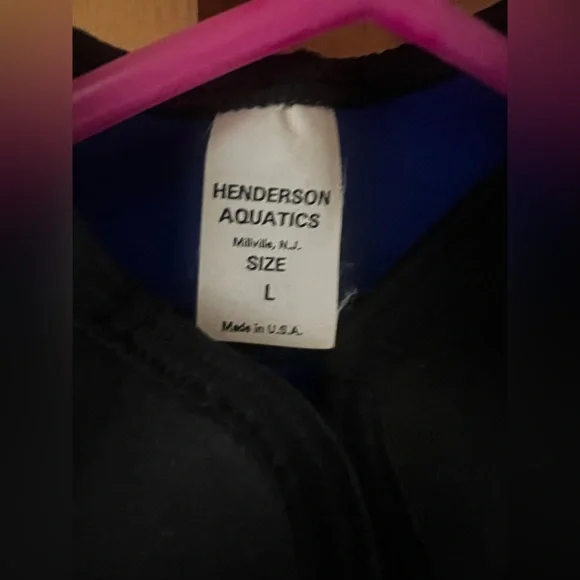 HENDERSON
AQUATICS
Millville, N.J.
SIZE
L
Made in U.S.A.